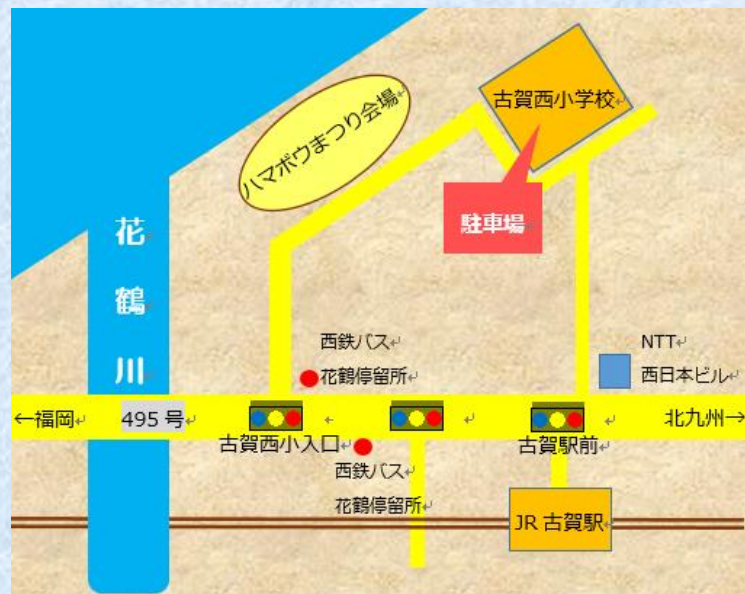 古賀西小学校
ハマボウまつり会場
駐車場
花鶴川
西鉄バス
花鶴停留所
NTT
西日本ビル
←福岡
495号
北九州→
古賀西小入口
古賀駅前
西鉄バス
花鶴停留所
JR古賀駅